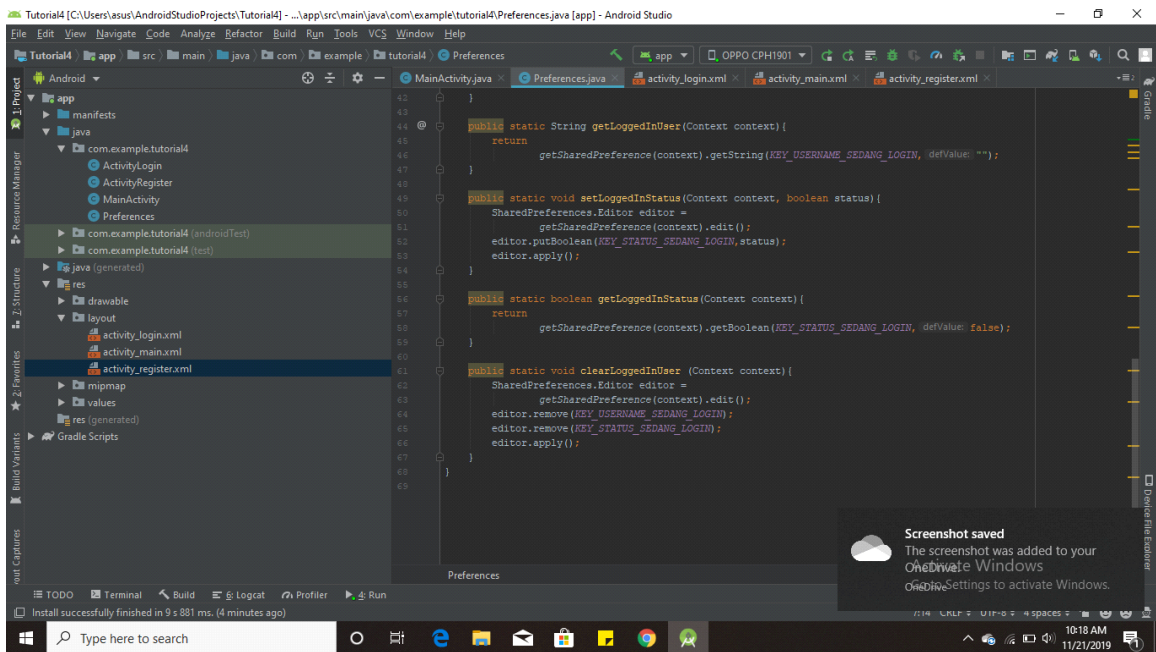 Tutorial4 [C:\Users\asus\AndroidStudioProjects\Tutorial4] - ...\app\src\main\java\com\example\tutorial4\Preferences.java [app] - Android Studio
File Edit View Navigate Code Analyze Refactor Build Run Tools VCS Window Help
Tutorial4 app src main java com example tutorial4 Preferences app OPPO CPH1901
Android
MainActivity.java Preferences.java activity_login.xml activity_main.xml activity_register.xml
1: Project
Resource Manager
7: Structure
2: Favorites
Build Variants
out Captures
app
manifests
java
com.example.tutorial4
ActivityLogin
ActivityRegister
MainActivity
Preferences
com.example.tutorial4 (androidTest)
com.example.tutorial4 (test)
java (generated)
res
drawable
layout
activity_login.xml
activity_main.xml
activity_register.xml
mipmap
values
res (generated)
Gradle Scripts
42 }
43
44 @ public static String getLoggedInUser(Context context){
45 return
46 getSharedPreference(context).getString(KEY_USERNAME_SEDANG_LOGIN, defValue: "");
47 }
48
49 public static void setLoggedInStatus(Context context, boolean status){
50 SharedPreferences.Editor editor =
51 getSharedPreference(context).edit();
52 editor.putBoolean(KEY_STATUS_SEDANG_LOGIN,status);
53 editor.apply();
54 }
55
56 public static boolean getLoggedInStatus(Context context){
57 return
58 getSharedPreference(context).getBoolean(KEY_STATUS_SEDANG_LOGIN, defValue: false);
59 }
60
61 public static void clearLoggedInUser (Context context){
62 SharedPreferences.Editor editor =
63 getSharedPreference(context).edit();
64 editor.remove(KEY_USERNAME_SEDANG_LOGIN);
65 editor.remove(KEY_STATUS_SEDANG_LOGIN);
66 editor.apply();
67 }
68 }
69
Preferences
Gradle
Device File Explorer
Screenshot saved
The screenshot was added to your
OneDrive.
OneDrive
Activate Windows
Go to Settings to activate Windows.
TODO Terminal Build 6: Logcat Profiler 4: Run
Install successfully finished in 9 s 881 ms. (4 minutes ago)
7:14 CRLF UTF-8 4 spaces
Type here to search
10:18 AM
11/21/2019
1